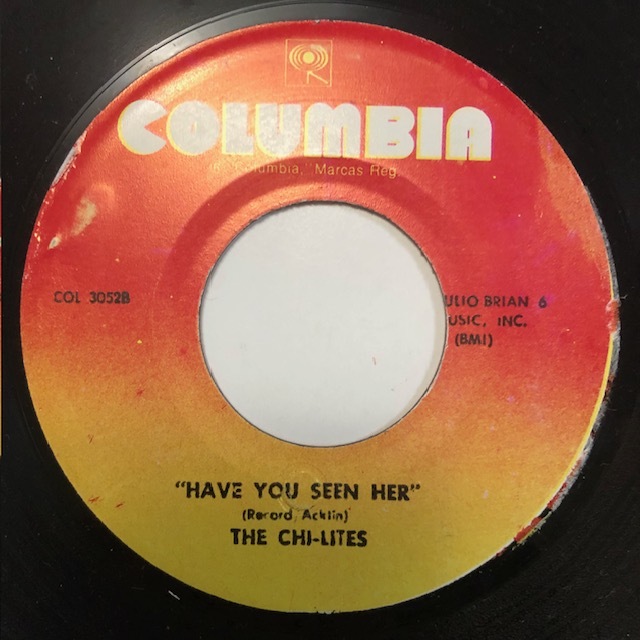 COLUMBIA
"Columbia," Marcas Reg.
COL 3052B
ULIO BRIAN 6
USIC, INC.
(BMI)
"HAVE YOU SEEN HER"
(Record, Acklin)
THE CHI-LITES